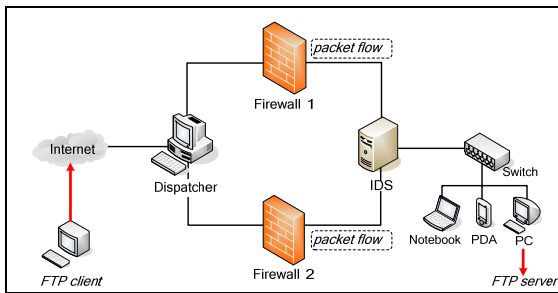 packet flow
Firewall 1
Internet
Dispatcher
IDS
Switch
Notebook
PDA
PC
packet flow
Firewall 2
FTP client
FTP server